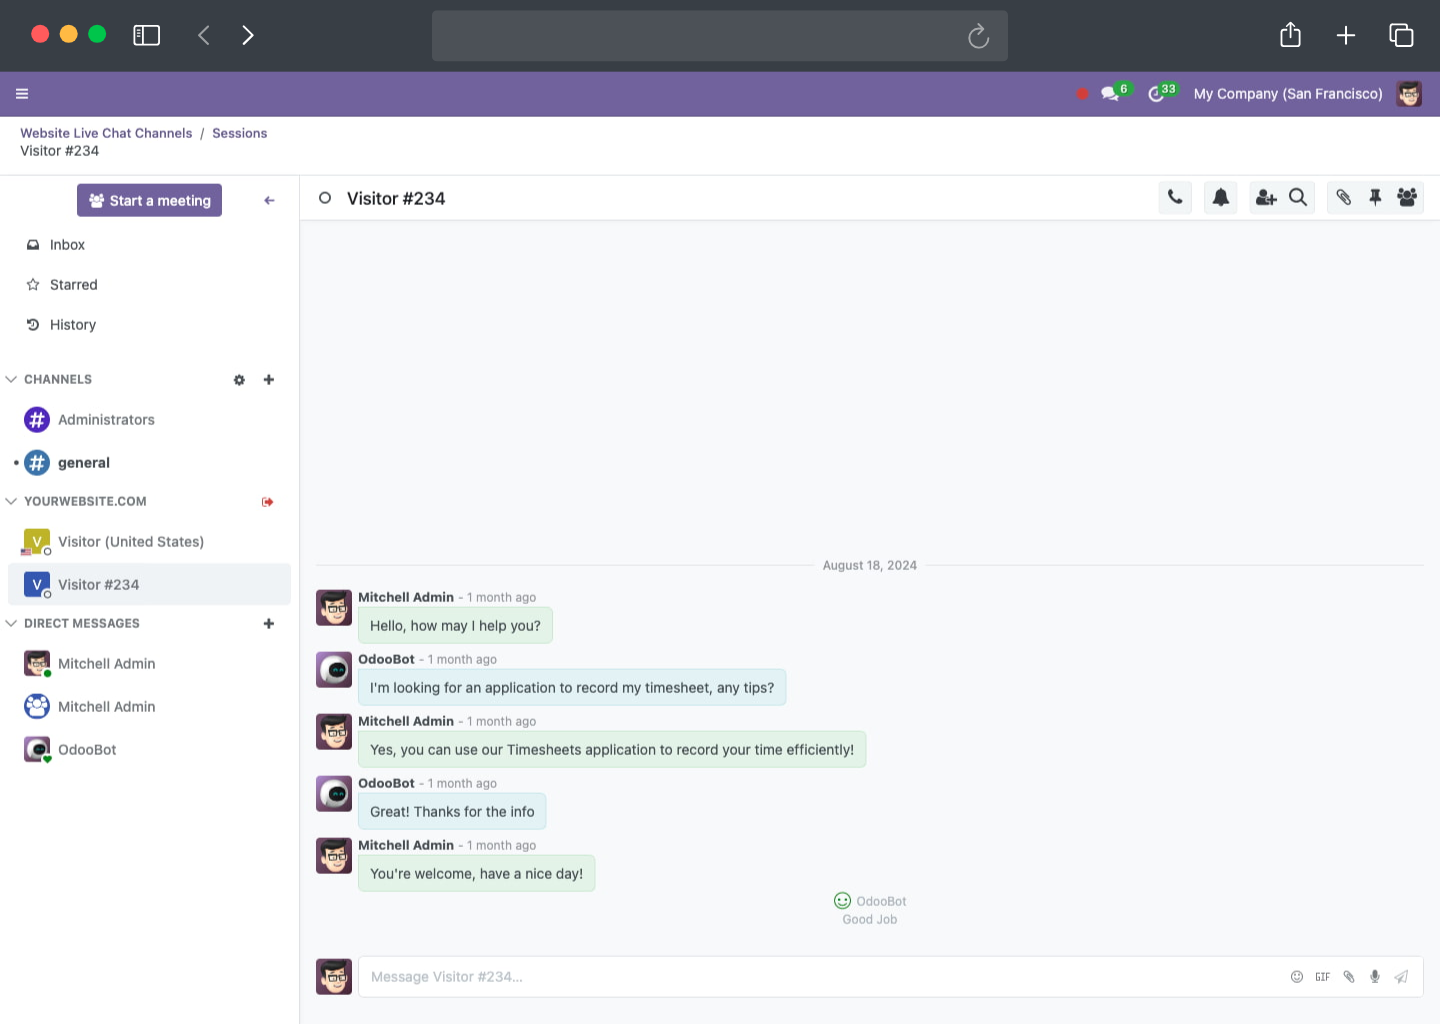 6
33
My Company (San Francisco)
Website Live Chat Channels / Sessions
Visitor #234
Start a meeting
Inbox
Starred
History
CHANNELS
Administrators
general
YOURWEBSITE.COM
V Visitor (United States)
V Visitor #234
DIRECT MESSAGES
Mitchell Admin
Mitchell Admin
OdooBot
Visitor #234
August 18, 2024
Mitchell Admin - 1 month ago
Hello, how may I help you?
OdooBot - 1 month ago
I'm looking for an application to record my timesheet, any tips?
Mitchell Admin - 1 month ago
Yes, you can use our Timesheets application to record your time efficiently!
OdooBot - 1 month ago
Great! Thanks for the info
Mitchell Admin - 1 month ago
You're welcome, have a nice day!
OdooBot
Good Job
Message Visitor #234...
GIF